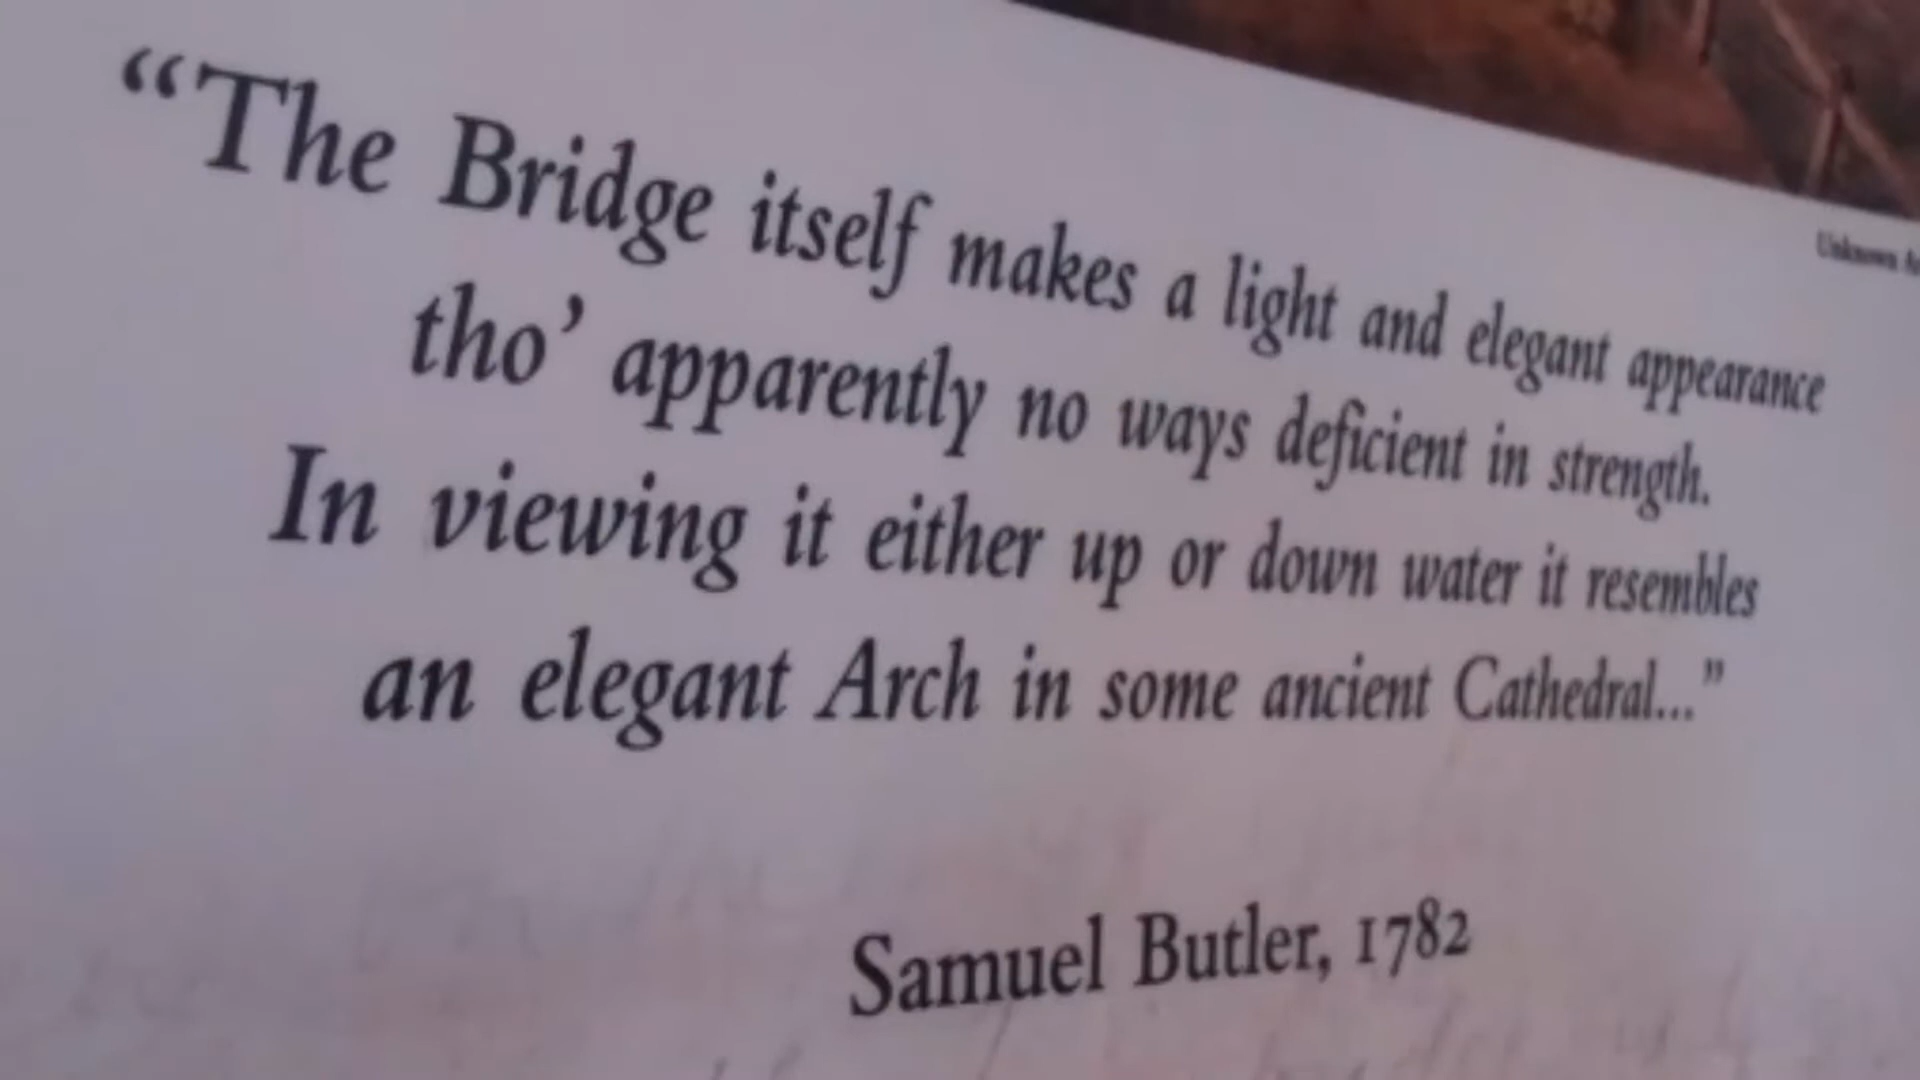 “The Bridge itself makes a light and elegant appearance
tho’ apparently no ways deficient in strength.
In viewing it either up or down water it resembles
an elegant Arch in some ancient Cathedral...”
Samuel Butler, 1782
Unknown